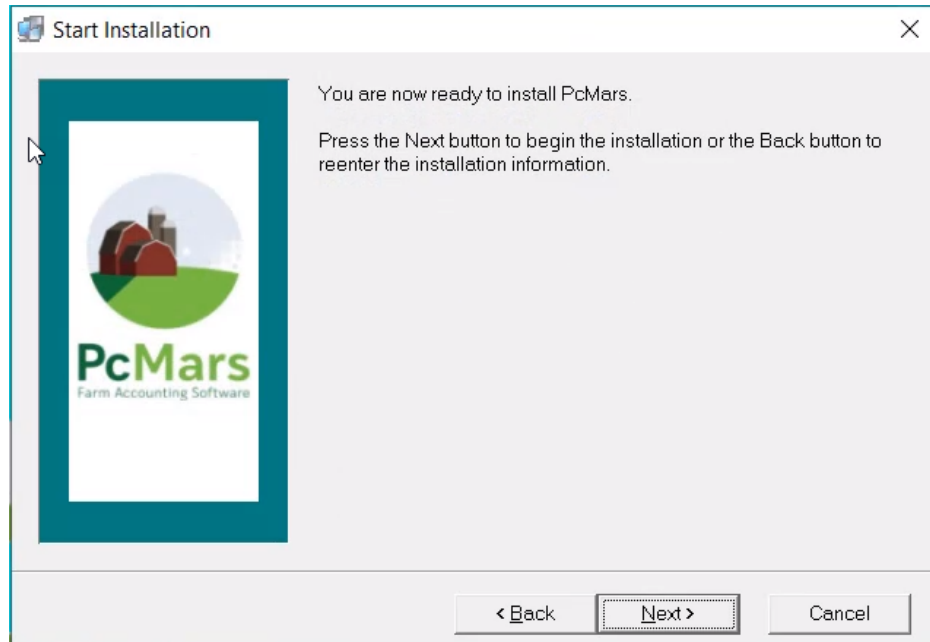 Start Installation
You are now ready to install PcMars.
Press the Next button to begin the installation or the Back button to
reenter the installation information.
PcMars
Farm Accounting Software
< Back
Next >
Cancel